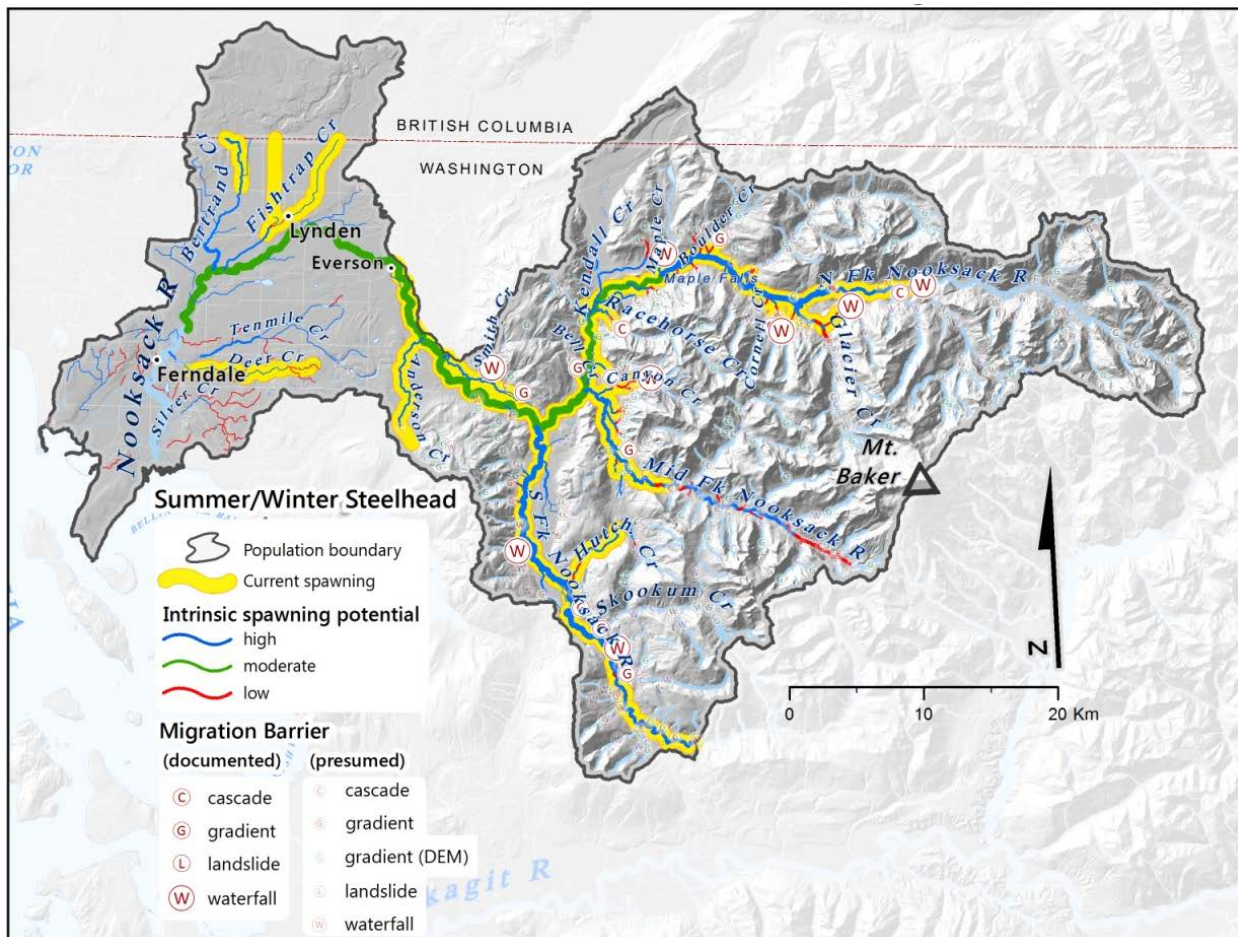 BRITISH COLUMBIA
WASHINGTON
Bertrand Cr
Fishtrap Cr
Lynden
Everson
Nooksack R
Tenmile Cr
Deer Cr
Ferndale
Silver Cr
Anderson Cr
Smith Cr
Bell
Kendall Cr
Maple Cr
Boulder Cr
Maple Falls
Racehorse Cr
Canyon Cr
Cornell Cr
Glacier Cr
N Fk Nooksack R
Mid Fk Nooksack R
S Fk Nooksack R
Hutch Cr
Skookum Cr
Mt.
Baker
N
0 10 20 Km
kagit R
Summer/Winter Steelhead
Population boundary
Current spawning
Intrinsic spawning potential
high
moderate
low
Migration Barrier
(documented) (presumed)
C cascade
G gradient
L landslide
W waterfall
C cascade
G gradient
G gradient (DEM)
L landslide
W waterfall